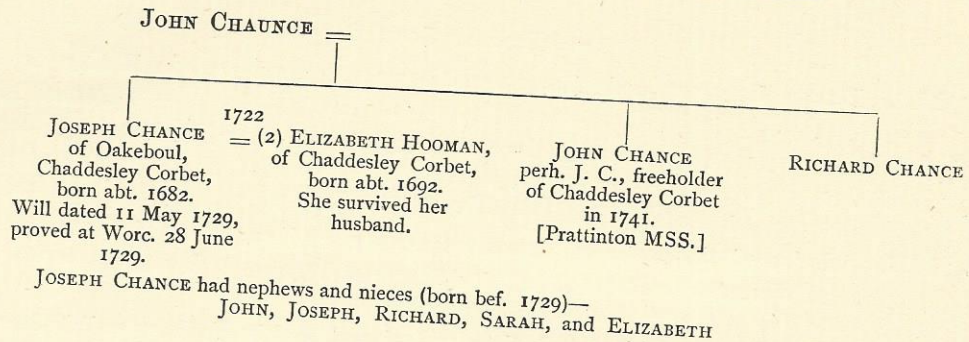 JOHN CHAUNCE =
JOSEPH CHANCE
of Oakeboul,
Chaddesley Corbet,
born abt. 1682.
Will dated 11 May 1729,
proved at Worc. 28 June
1729.
1722
= (2) ELIZABETH HOOMAN,
of Chaddesley Corbet,
born abt. 1692.
She survived her
husband.
JOHN CHANCE
perh. J. C., freeholder
of Chaddesley Corbet
in 1741.
[Prattinton MSS.]
RICHARD CHANCE
JOSEPH CHANCE had nephews and nieces (born bef. 1729)—
JOHN, JOSEPH, RICHARD, SARAH, and ELIZABETH